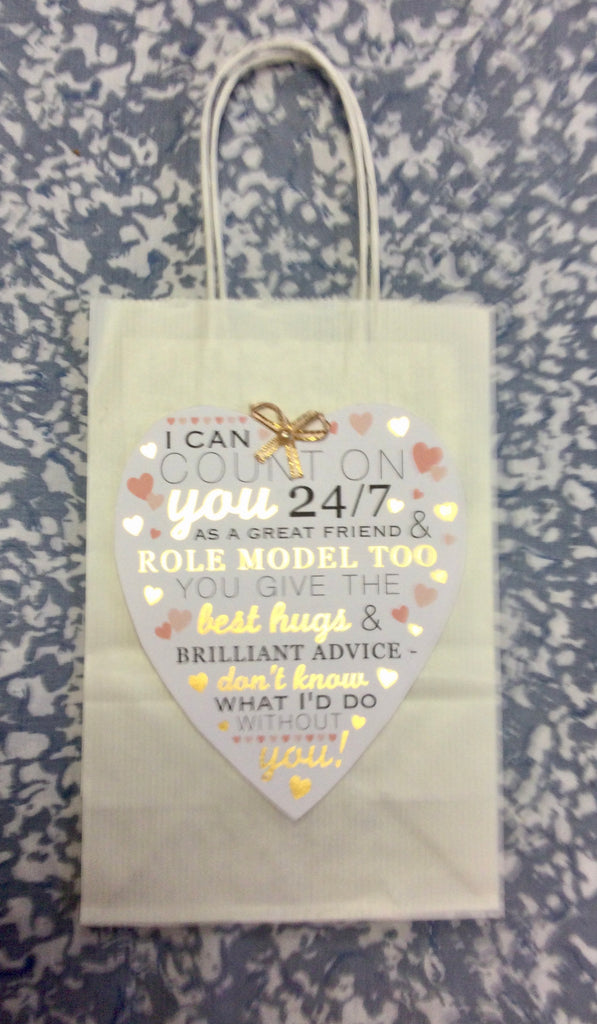 I CAN
COUNT ON
you 24/7
AS A GREAT FRIEND &
ROLE MODEL TOO
YOU GIVE THE
best hugs &
BRILLIANT ADVICE -
don't know
WHAT I'D DO
WITHOUT
you!